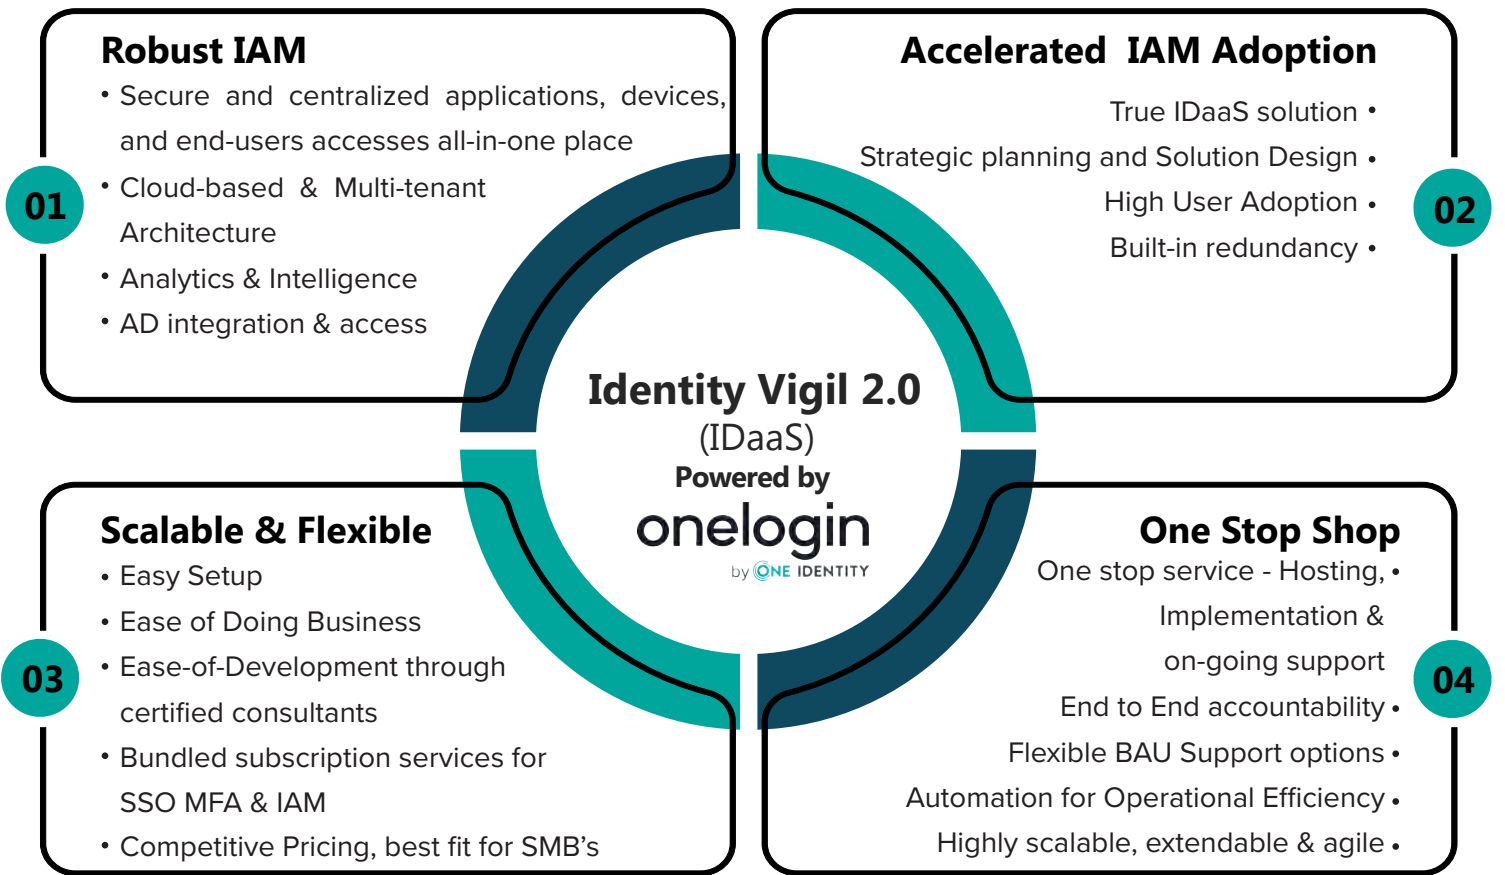 Robust IAM
• Secure and centralized applications, devices,
and end-users accesses all-in-one place
• Cloud-based & Multi-tenant
Architecture
• Analytics & Intelligence
• AD integration & access
01
Accelerated IAM Adoption
True IDaaS solution •
Strategic planning and Solution Design •
High User Adoption •
Built-in redundancy •
02
Identity Vigil 2.0
(IDaaS)
Powered by
onelogin
by ONE IDENTITY
Scalable & Flexible
• Easy Setup
• Ease of Doing Business
• Ease-of-Development through
certified consultants
• Bundled subscription services for
SSO MFA & IAM
• Competitive Pricing, best fit for SMB's
03
One Stop Shop
One stop service - Hosting, •
Implementation &
on-going support
End to End accountability •
Flexible BAU Support options •
Automation for Operational Efficiency •
Highly scalable, extendable & agile •
04